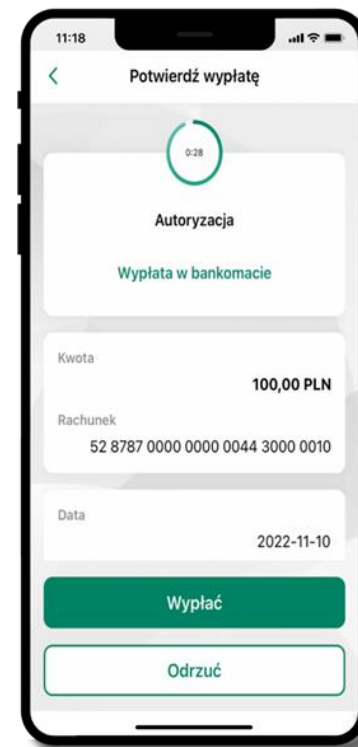 11:18
Potwierdź wypłatę
0:28
Autoryzacja
Wypłata w bankomacie
Kwota
100,00 PLN
Rachunek
52 8787 0000 0000 0044 3000 0010
Data
2022-11-10
Wypłać
Odrzuć